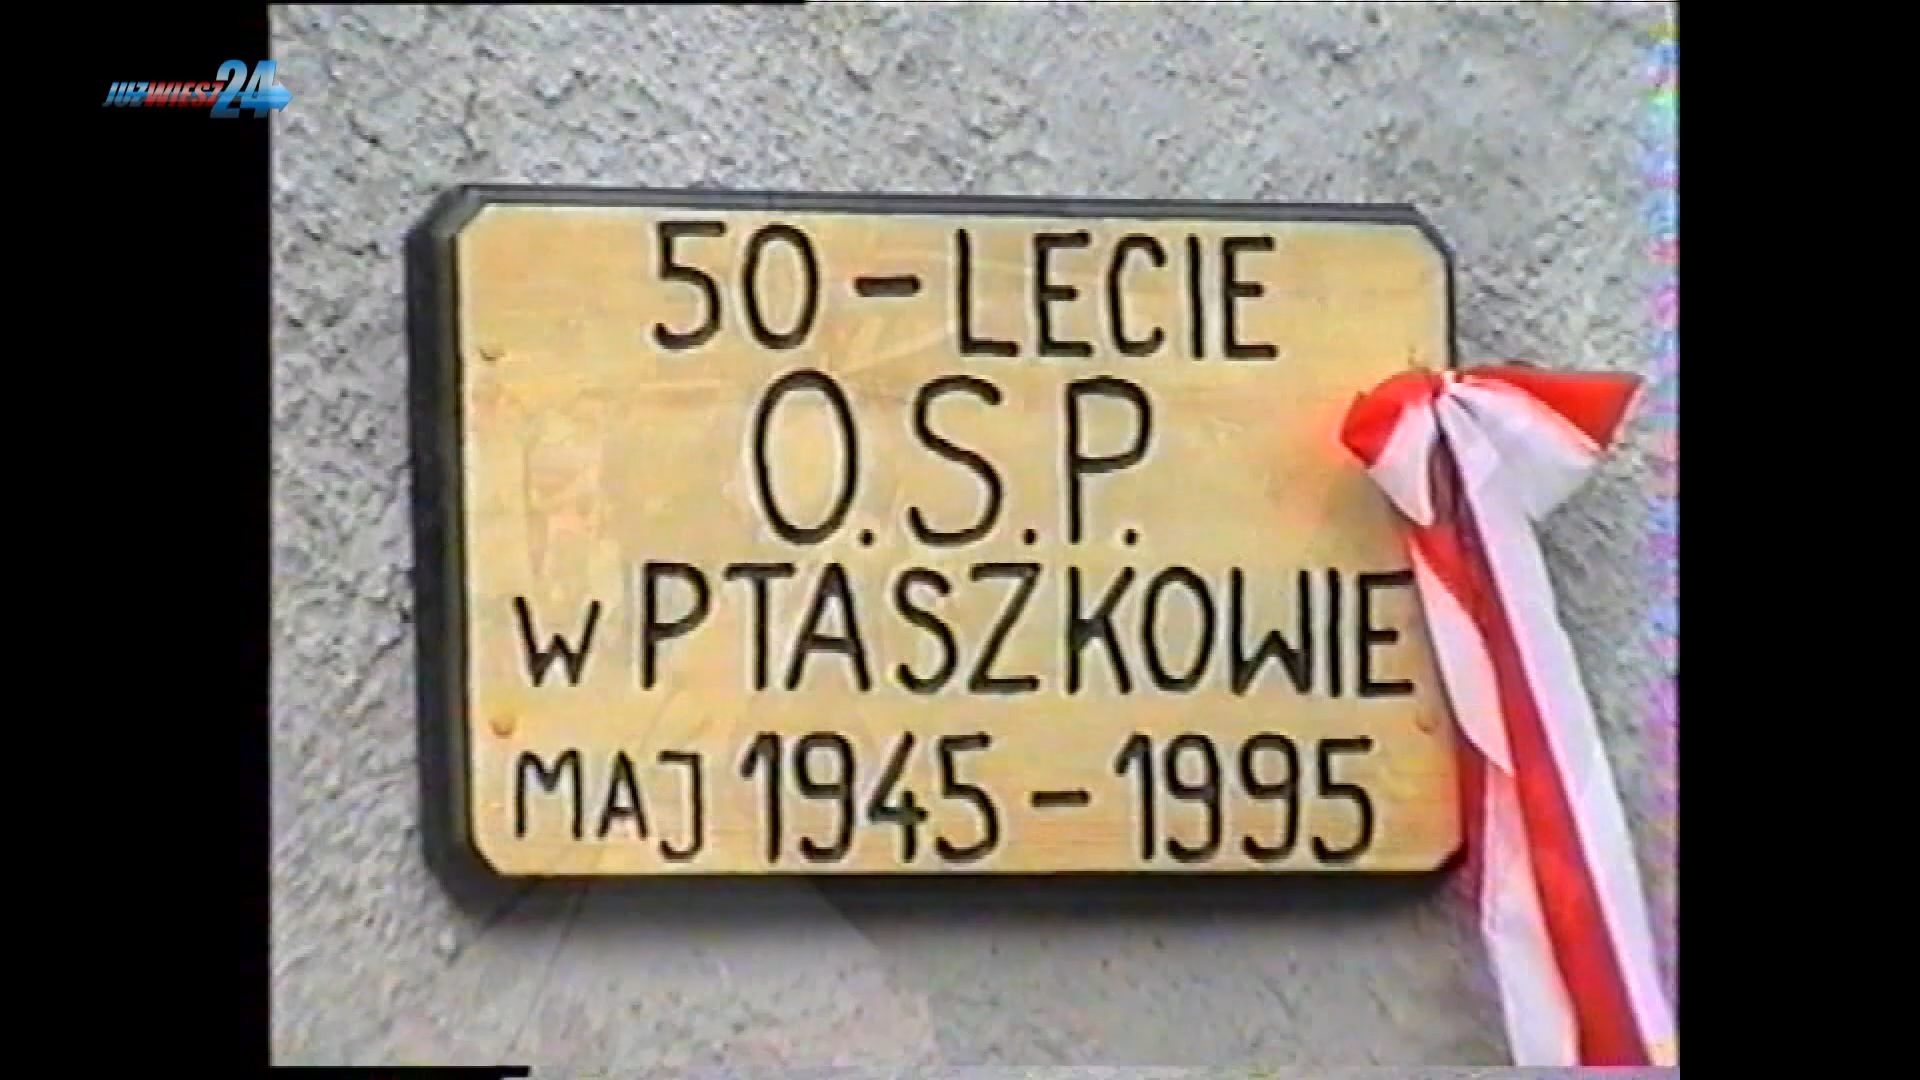 JUŻWIESZ24
50-LECIE
O.S.P.
W PTASZKOWIE
MAJ 1945-1995